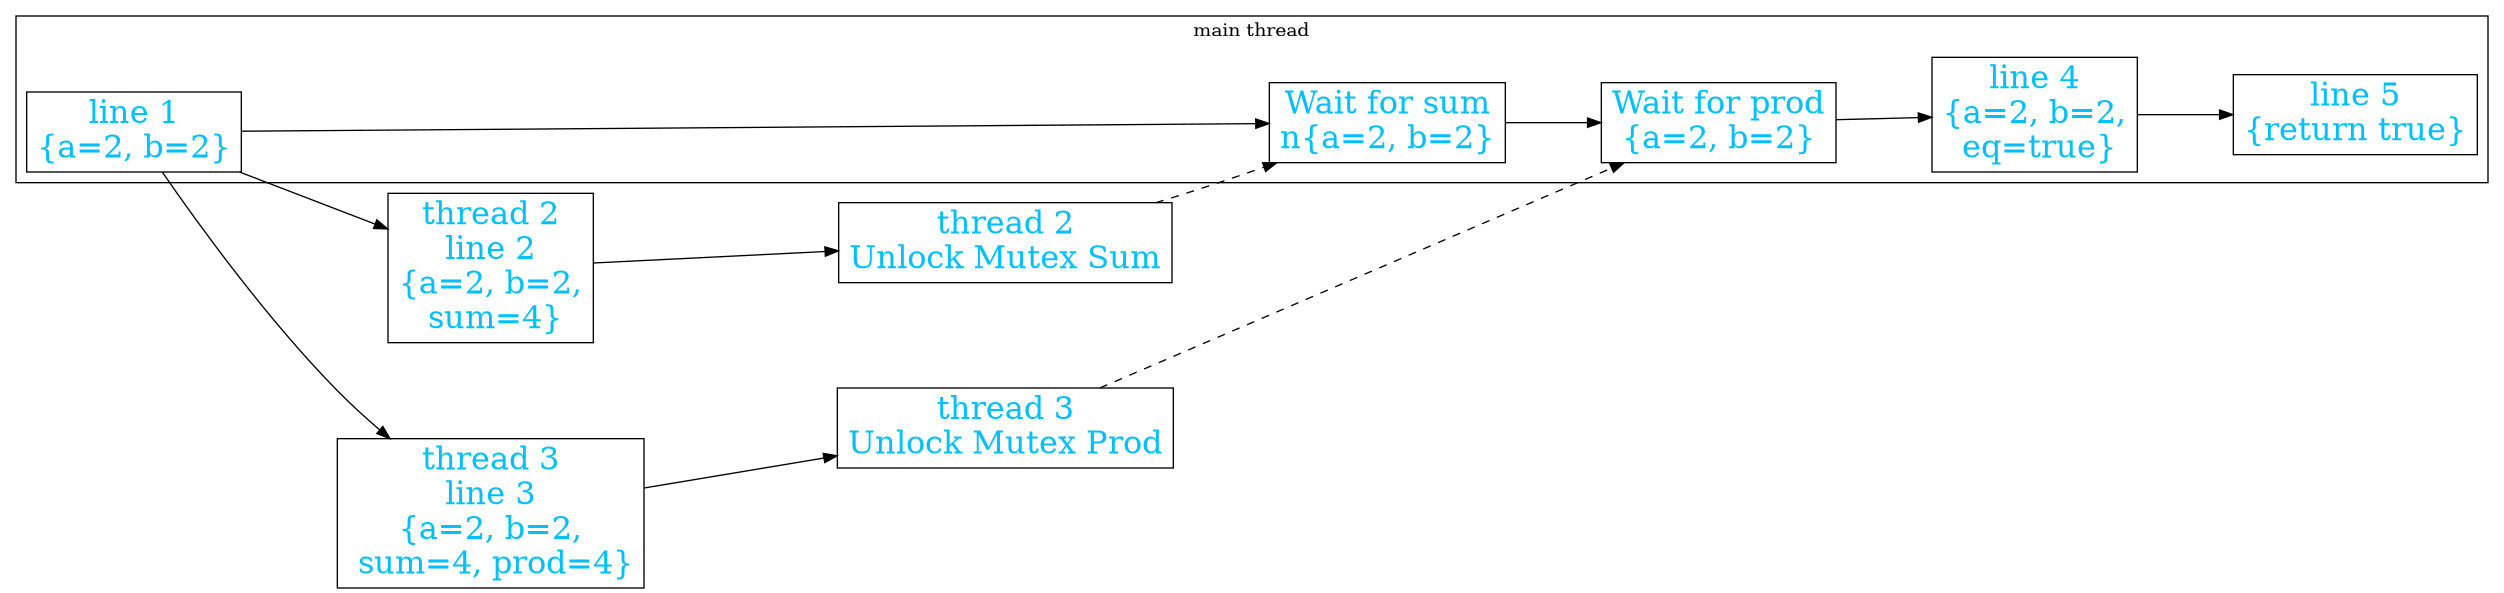 main thread
line 1
{a=2, b=2}
Wait for sum
n{a=2, b=2}
Wait for prod
{a=2, b=2}
line 4
{a=2, b=2,
eq=true}
line 5
{return true}
thread 2
line 2
{a=2, b=2,
sum=4}
thread 2
Unlock Mutex Sum
thread 3
Unlock Mutex Prod
thread 3
line 3
{a=2, b=2,
sum=4, prod=4}